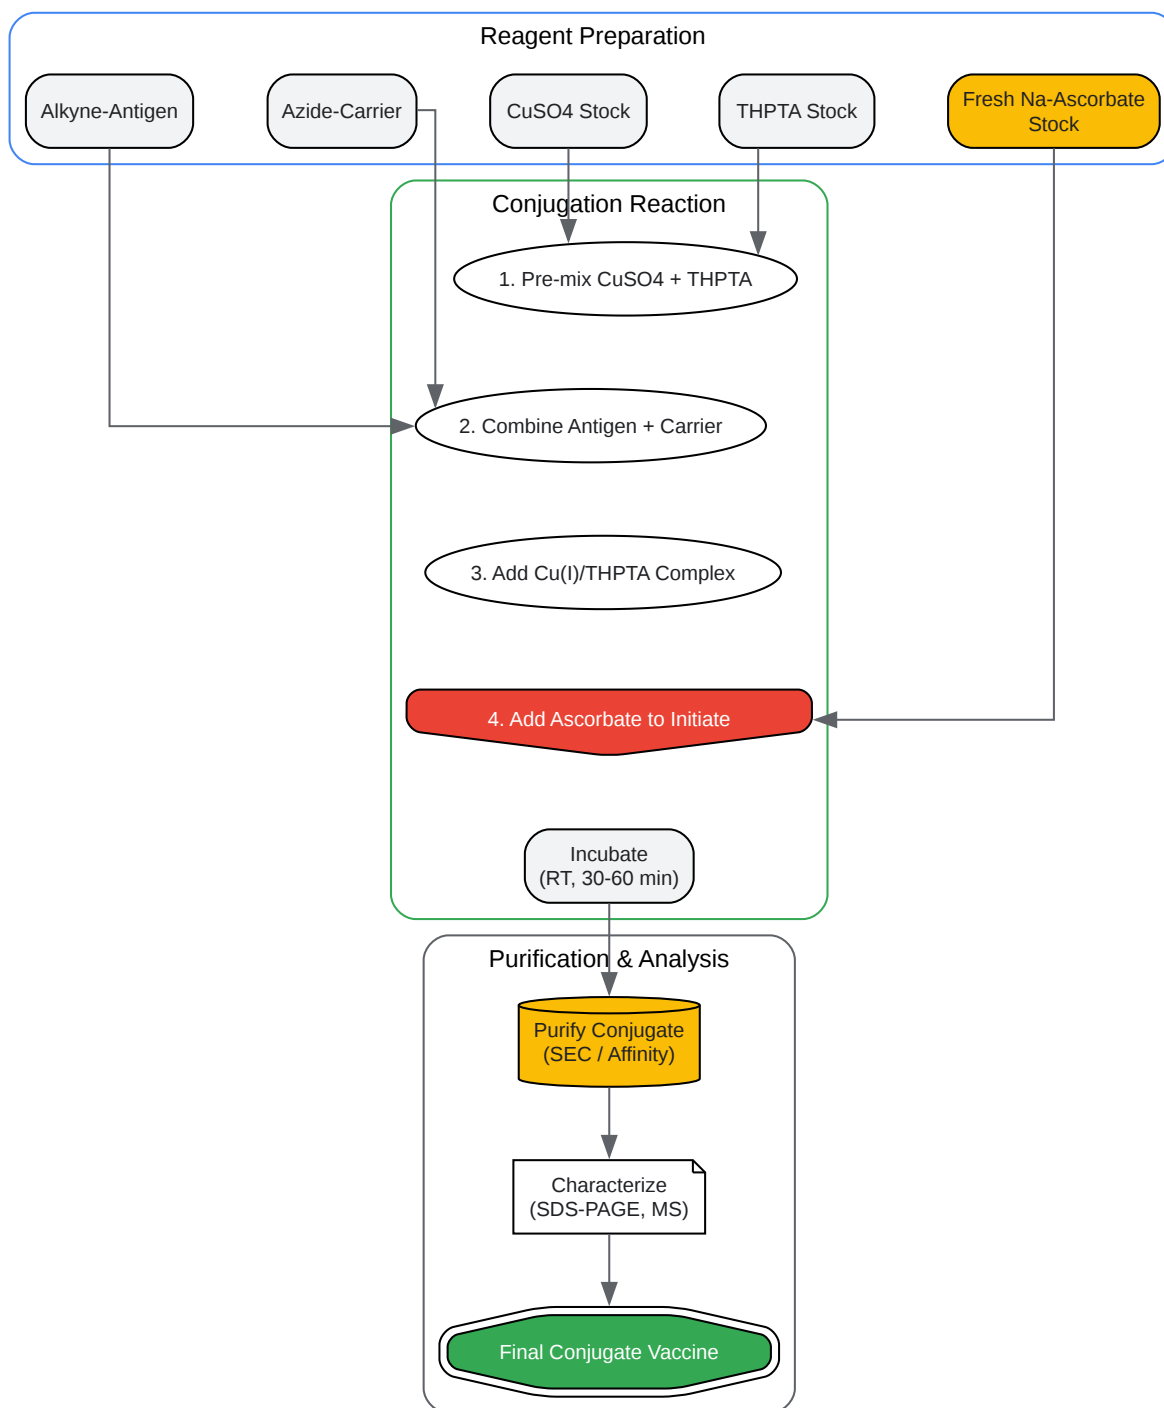 Reagent Preparation
Alkyne-Antigen
Azide-Carrier
CuSO4 Stock
THPTA Stock
Fresh Na-Ascorbate
Stock
Conjugation Reaction
1. Pre-mix CuSO4 + THPTA
2. Combine Antigen + Carrier
3. Add Cu(I)/THPTA Complex
4. Add Ascorbate to Initiate
Incubate
(RT, 30-60 min)
Purification & Analysis
Purify Conjugate
(SEC / Affinity)
Characterize
(SDS-PAGE, MS)
Final Conjugate Vaccine